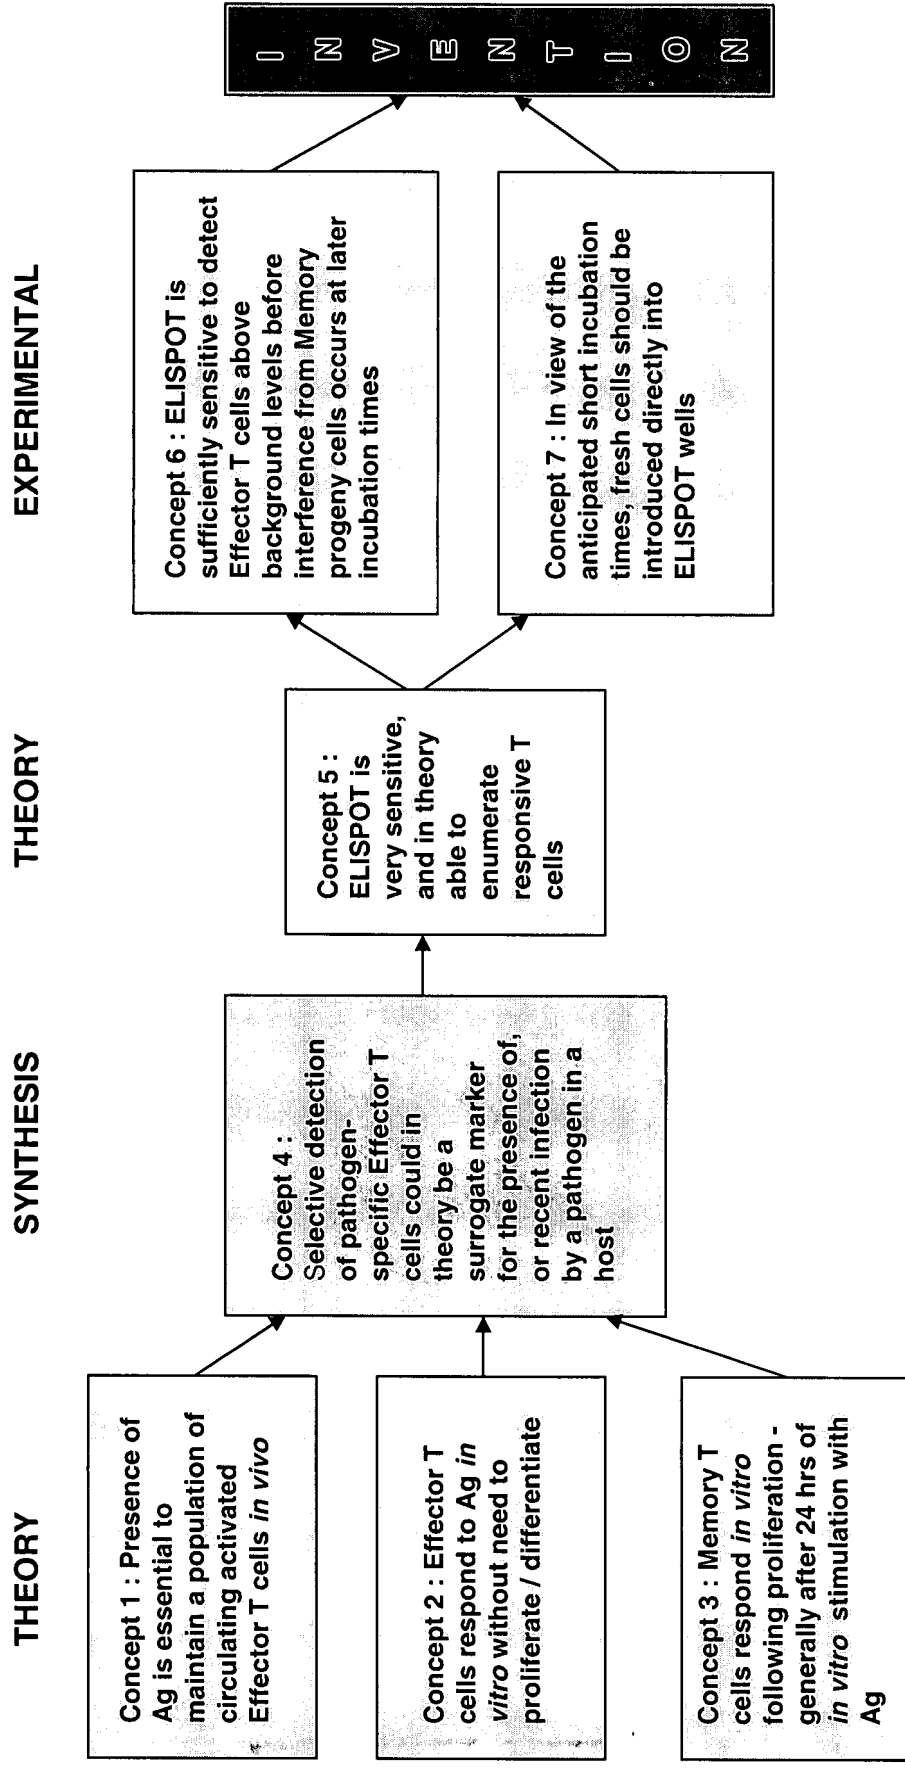 THEORY
SYNTHESIS
THEORY
EXPERIMENTAL
Concept 1 : Presence of
Ag is essential to
maintain a population of
circulating activated
Effector T cells in vivo
Concept 2 : Effector T
cells respond to Ag in
vitro without need to
proliferate / differentiate
Concept 3 : Memory T
cells respond in vitro
following proliferation -
generally after 24 hrs of
in vitro stimulation with
Ag
Concept 4 :
Selective detection
of pathogen-
specific Effector T
cells could in
theory be a
surrogate marker
for the presence of,
or recent infection
by a pathogen in a
host
Concept 5 :
ELISPOT is
very sensitive,
and in theory
able to
enumerate
responsive T
cells
Concept 6 : ELISPOT is
sufficiently sensitive to detect
Effector T cells above
background levels before
interference from Memory
progeny cells occurs at later
incubation times
Concept 7 : In view of the
anticipated short incubation
times, fresh cells should be
introduced directly into
ELISPOT wells
I
N
V
E
N
T
I
O
N